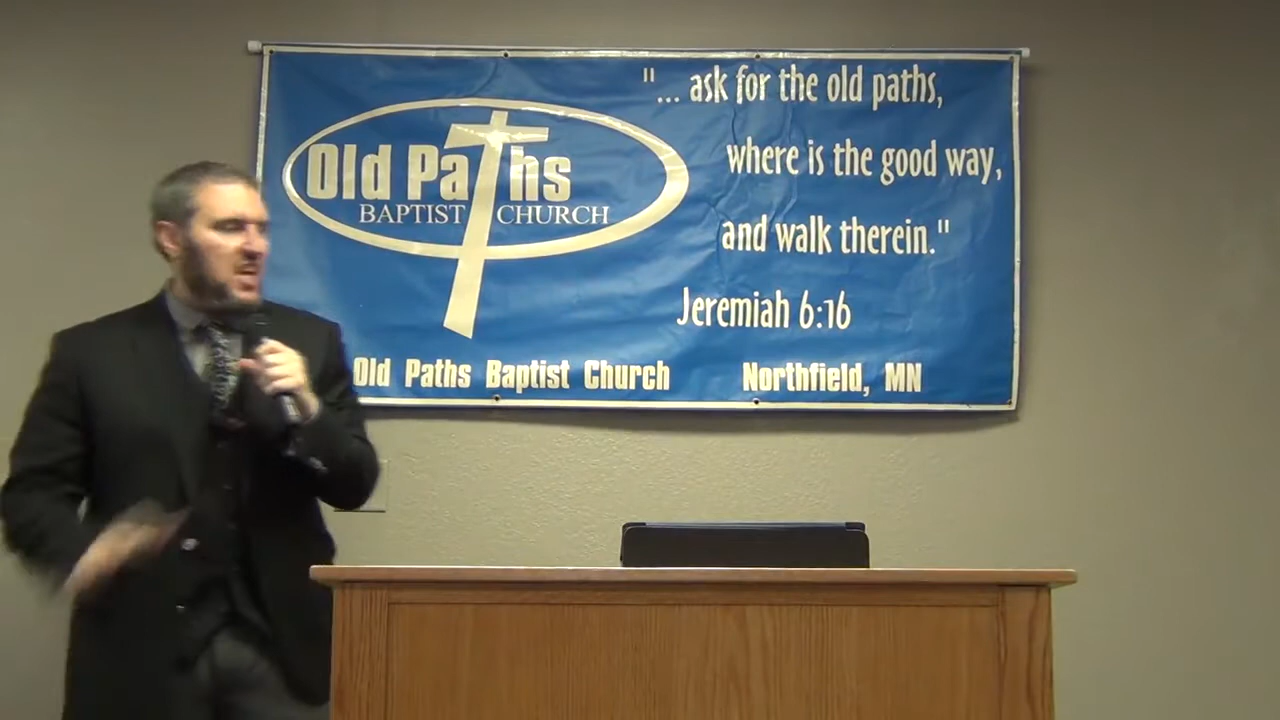 Old Paths
BAPTIST CHURCH
"... ask for the old paths,
where is the good way,
and walk therein."
Jeremiah 6:16
Old Paths Baptist Church Northfield, MN